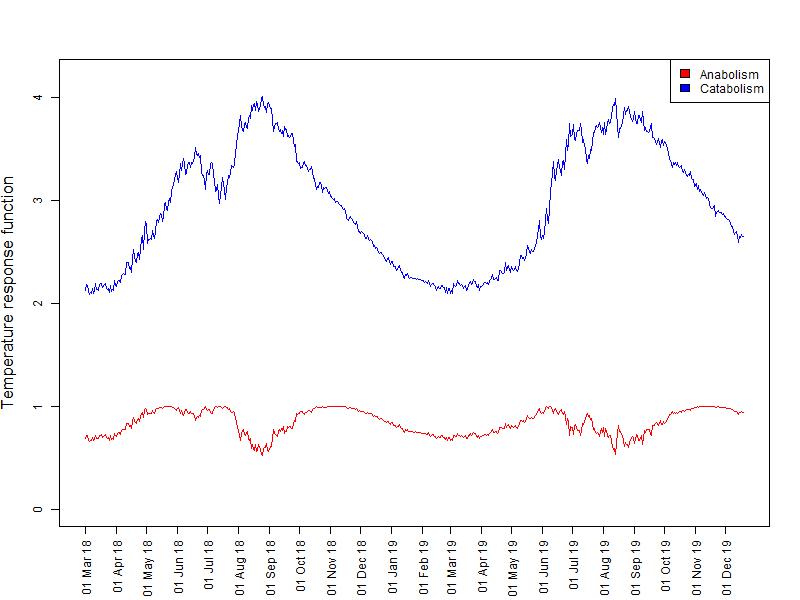 Anabolism
Catabolism
Temperature response function
4
3
2
1
0
01 Mar 18
01 Apr 18
01 May 18
01 Jun 18
01 Jul 18
01 Aug 18
01 Sep 18
01 Oct 18
01 Nov 18
01 Dec 18
01 Jan 19
01 Feb 19
01 Mar 19
01 Apr 19
01 May 19
01 Jun 19
01 Jul 19
01 Aug 19
01 Sep 19
01 Oct 19
01 Nov 19
01 Dec 19